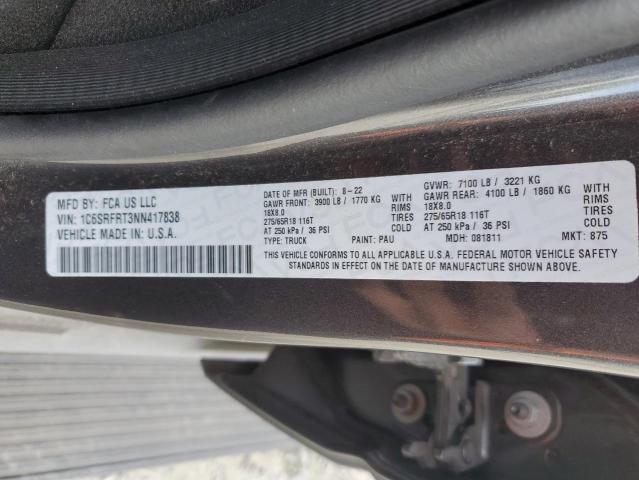 MFD BY: FCA US LLC
VIN: 1C6SRFRT3NN417838
VEHICLE MADE IN: U.S.A.
DATE OF MFR (BUILT): 8-22
GAWR FRONT: 3900 LB / 1770 KG WITH
18X8.0 RIMS
275/65R18 116T TIRES
AT 250 kPa / 36 PSI COLD
TYPE: TRUCK PAINT: PAU
GVWR: 7100 LB / 3221 KG
GAWR REAR: 4100 LB / 1860 KG WITH
18X8.0 RIMS
275/65R18 116T TIRES
AT 250 kPa / 36 PSI COLD
MDH: 081811 MKT: 875
THIS VEHICLE CONFORMS TO ALL APPLICABLE U.S.A. FEDERAL MOTOR VEHICLE SAFETY
STANDARDS IN EFFECT ON THE DATE OF MANUFACTURE SHOWN ABOVE.